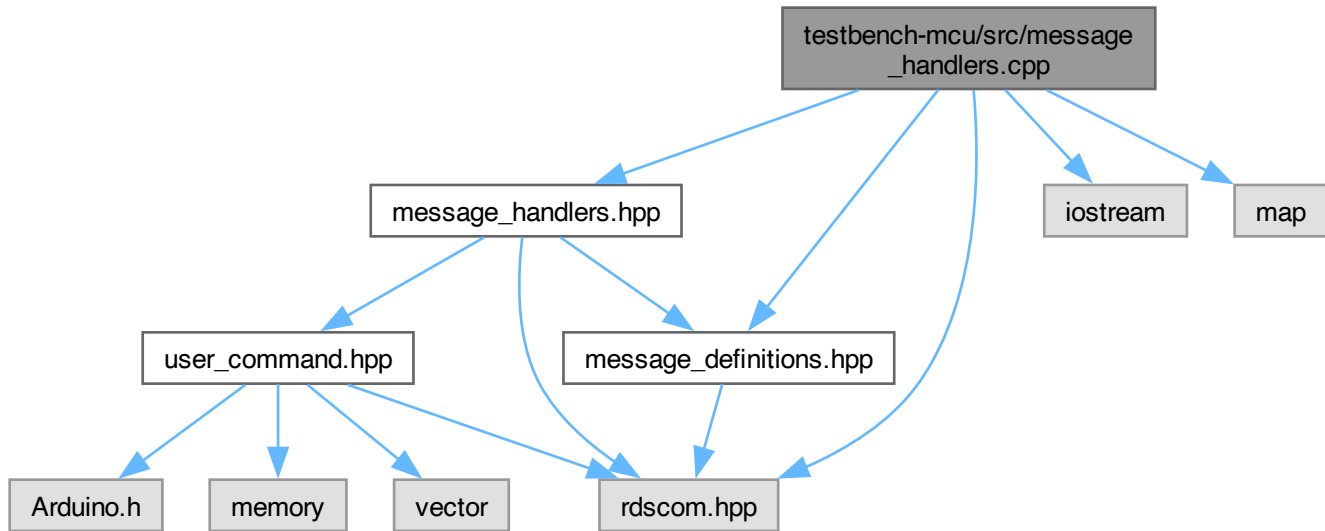 testbench-mcu/src/message
_handlers.cpp
message_handlers.hpp
iostream
map
user_command.hpp
message_definitions.hpp
Arduino.h
memory
vector
rdscom.hpp